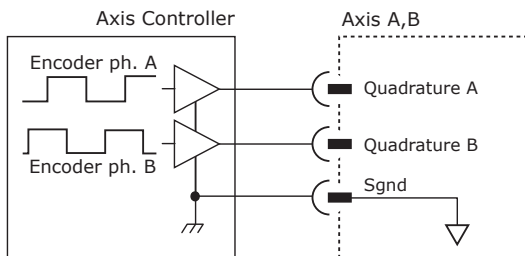 Axis Controller
Axis A,B
Encoder ph. A
Quadrature A
Quadrature B
Encoder ph. B
Sgnd